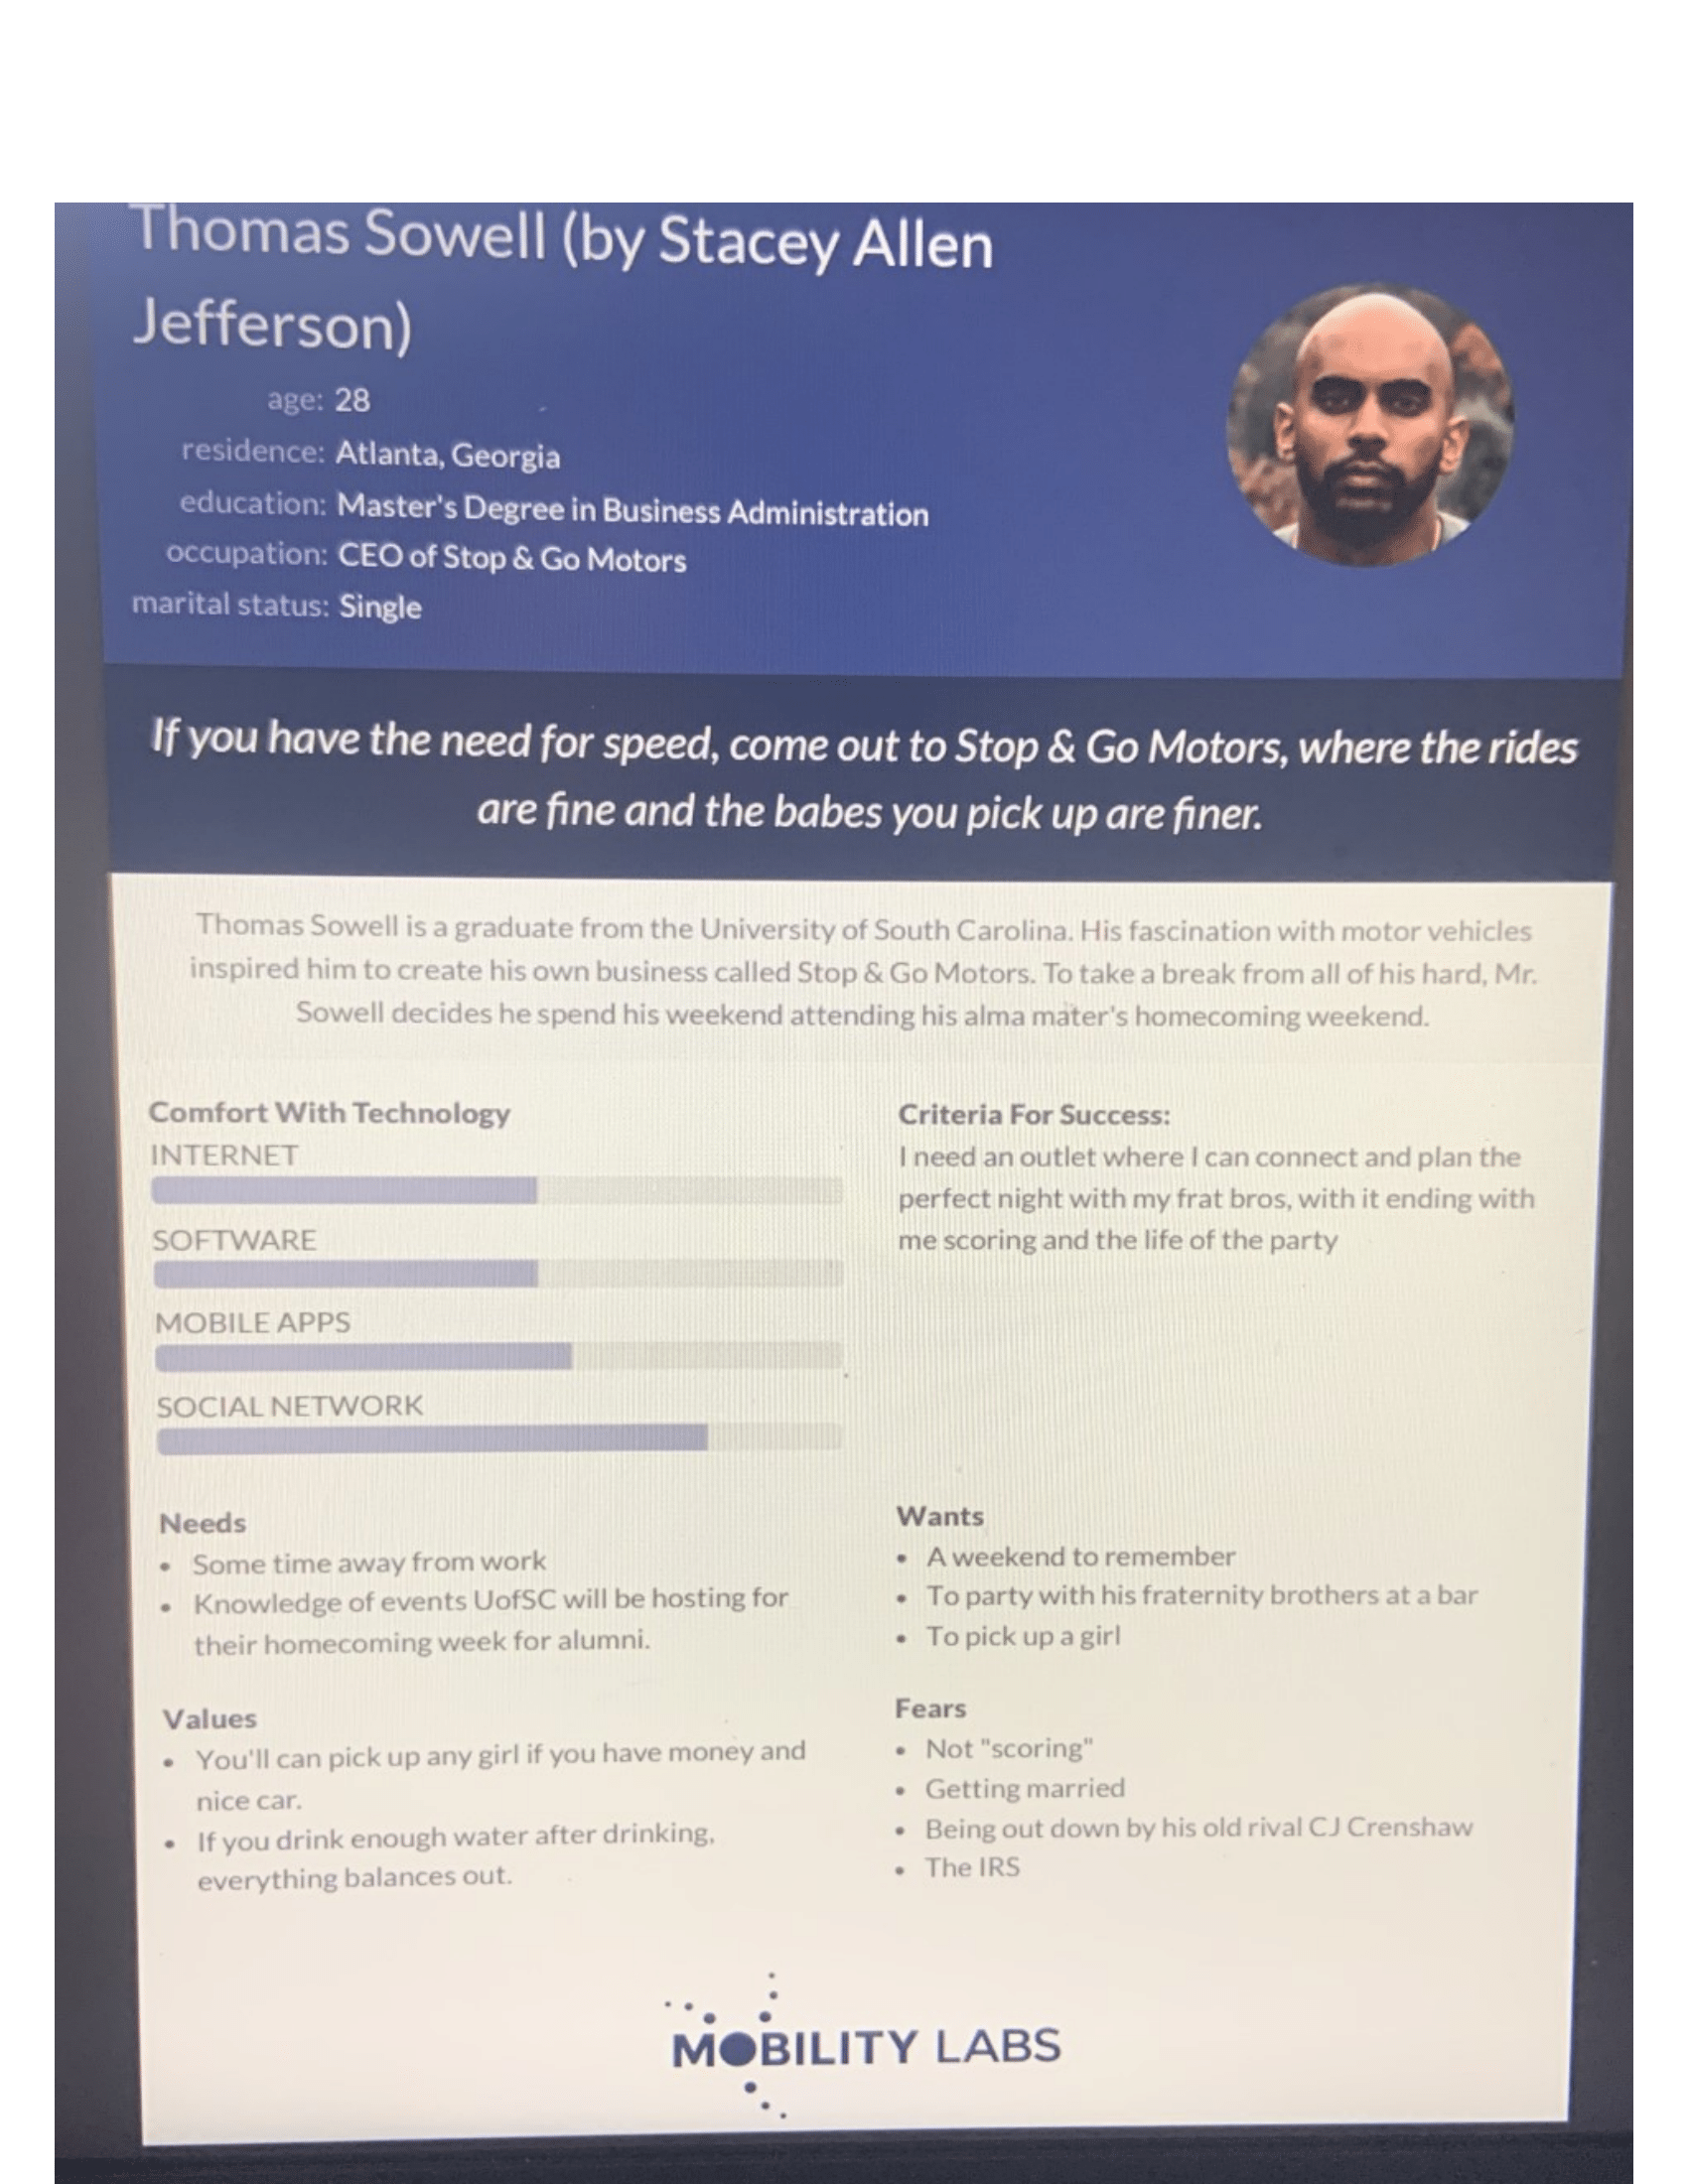 Thomas Sowell (by Stacey Allen
Jefferson)
age: 28
residence: Atlanta, Georgia
education: Master's Degree in Business Administration
occupation: CEO of Stop & Go Motors
marital status: Single
If you have the need for speed, come out to Stop & Go Motors, where the rides
are fine and the babes you pick up are finer.
Thomas Sowell is a graduate from the University of South Carolina. His fascination with motor vehicles
inspired him to create his own business called Stop & Go Motors. To take a break from all of his hard, Mr.
Sowell decides he spend his weekend attending his alma mater's homecoming weekend.
Comfort With Technology
INTERNET
SOFTWARE
MOBILE APPS
SOCIAL NETWORK
Criteria For Success:
I need an outlet where I can connect and plan the
perfect night with my frat bros, with it ending with
me scoring and the life of the party
Needs
• Some time away from work
• Knowledge of events UofSC will be hosting for
their homecoming week for alumni.
Wants
• A weekend to remember
• To party with his fraternity brothers at a bar
• To pick up a girl
Values
• You'll can pick up any girl if you have money and
nice car.
• If you drink enough water after drinking,
everything balances out.
Fears
• Not "scoring"
• Getting married
• Being out down by his old rival CJ Crenshaw
• The IRS
MOBILITY LABS